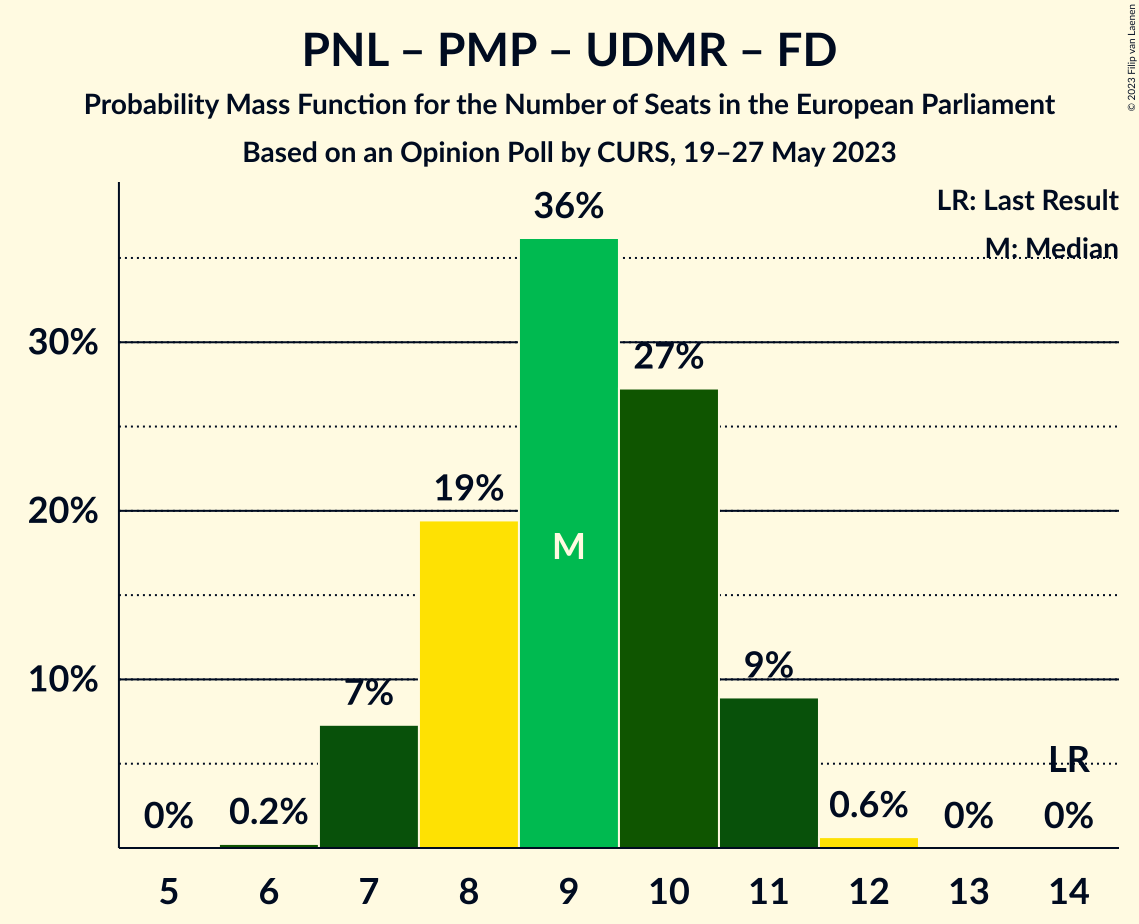 PNL – PMP – UDMR – FD
Probability Mass Function for the Number of Seats in the European Parliament
Based on an Opinion Poll by CURS, 19–27 May 2023
© 2023 Filip van Laenen
LR: Last Result
M: Median
30%
20%
10%
0%
0.2%
7%
19%
36%
M
27%
9%
0.6%
0%
LR
0%
5 6 7 8 9 10 11 12 13 14